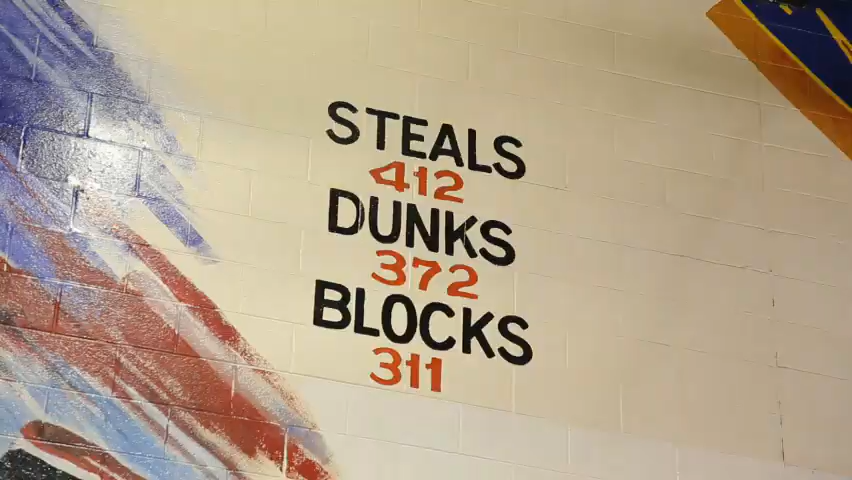 STEALS
412
DUNKS
372
BLOCKS
311